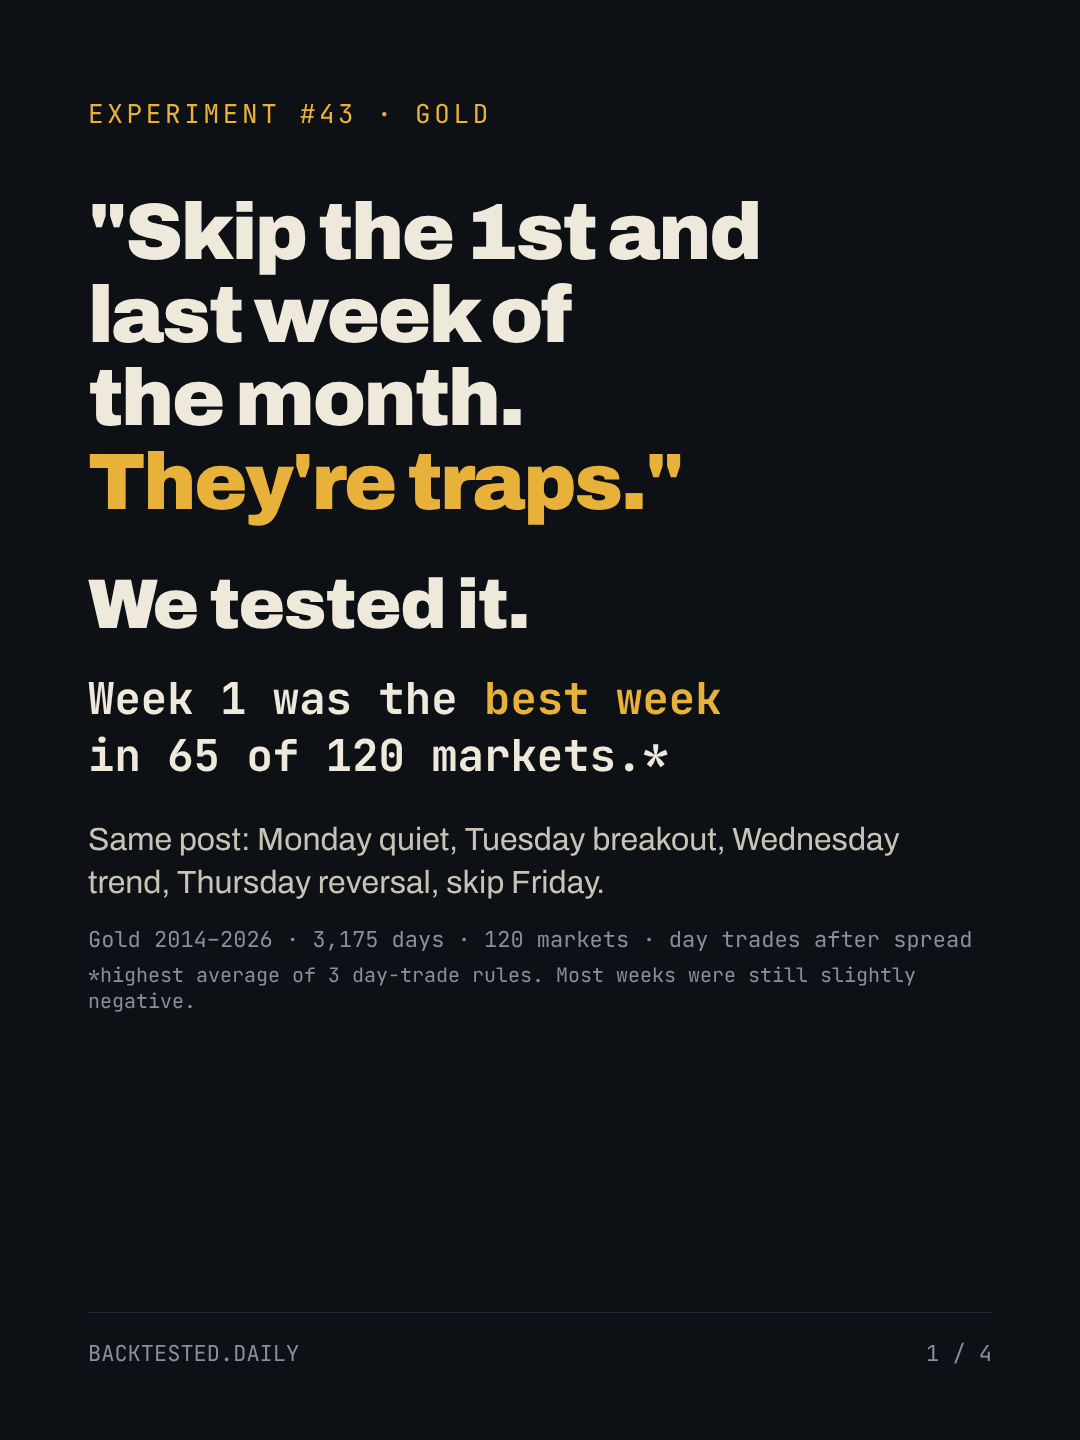 EXPERIMENT #43 · GOLD
"Skip the 1st and
last week of
the month.
They're traps."
We tested it.
Week 1 was the best week
in 65 of 120 markets.*
Same post: Monday quiet, Tuesday breakout, Wednesday
trend, Thursday reversal, skip Friday.
Gold 2014–2026 · 3,175 days · 120 markets · day trades after spread
*highest average of 3 day-trade rules. Most weeks were still slightly
negative.
BACKTESTED.DAILY
1 / 4